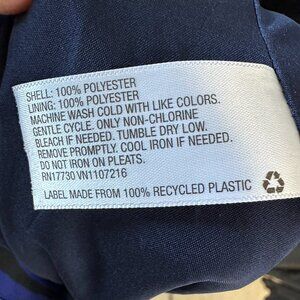 SHELL: 100% POLYESTER
LINING: 100% POLYESTER
MACHINE WASH COLD WITH LIKE COLORS.
GENTLE CYCLE. ONLY NON-CHLORINE
BLEACH IF NEEDED. TUMBLE DRY LOW.
REMOVE PROMPTLY. COOL IRON IF NEEDED.
DO NOT IRON ON PLEATS.
RN17730 VN1107216
LABEL MADE FROM 100% RECYCLED PLASTIC